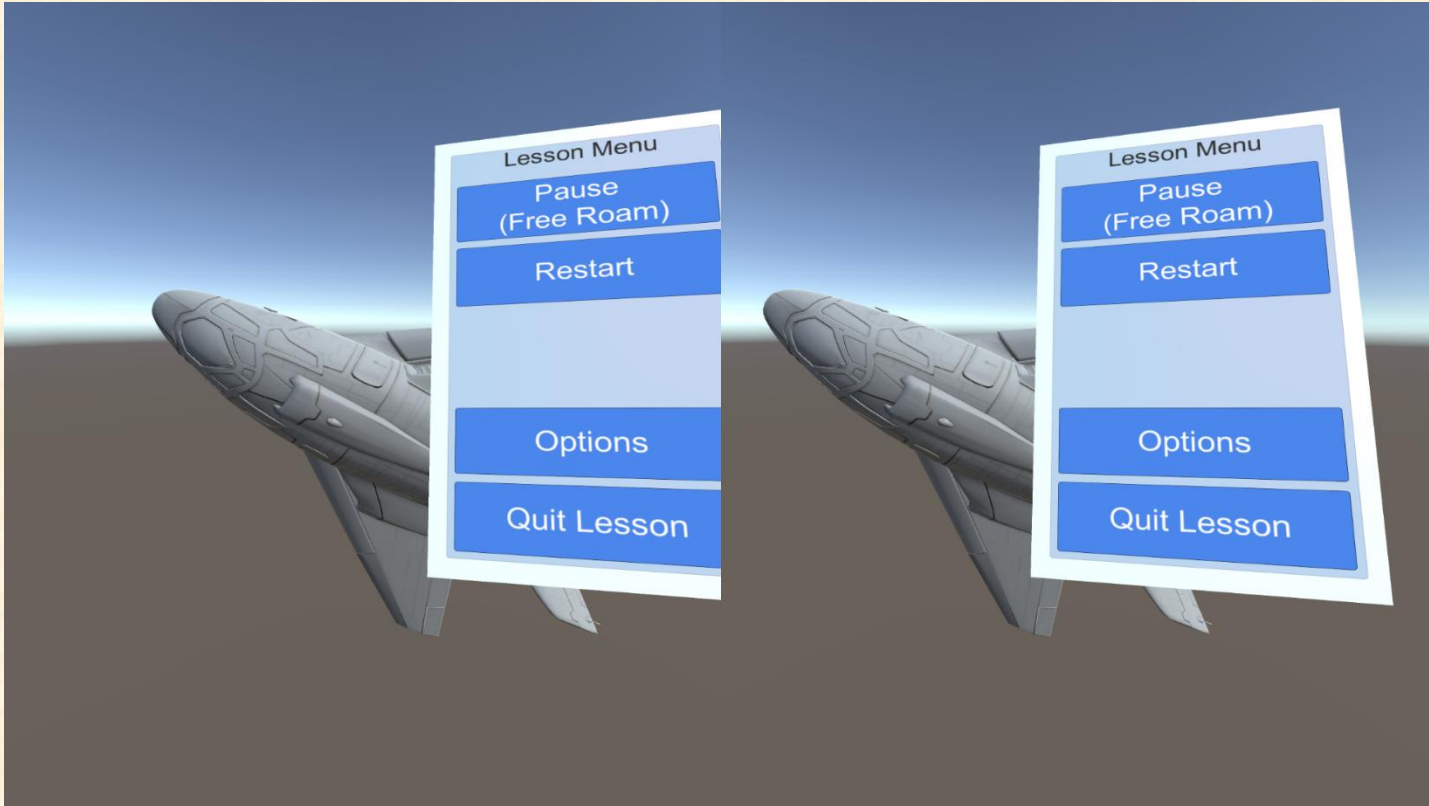 Lesson Menu
Pause
(Free Roam)
Restart
Options
Quit Lesson
Lesson Menu
Pause
(Free Roam)
Restart
Options
Quit Lesson